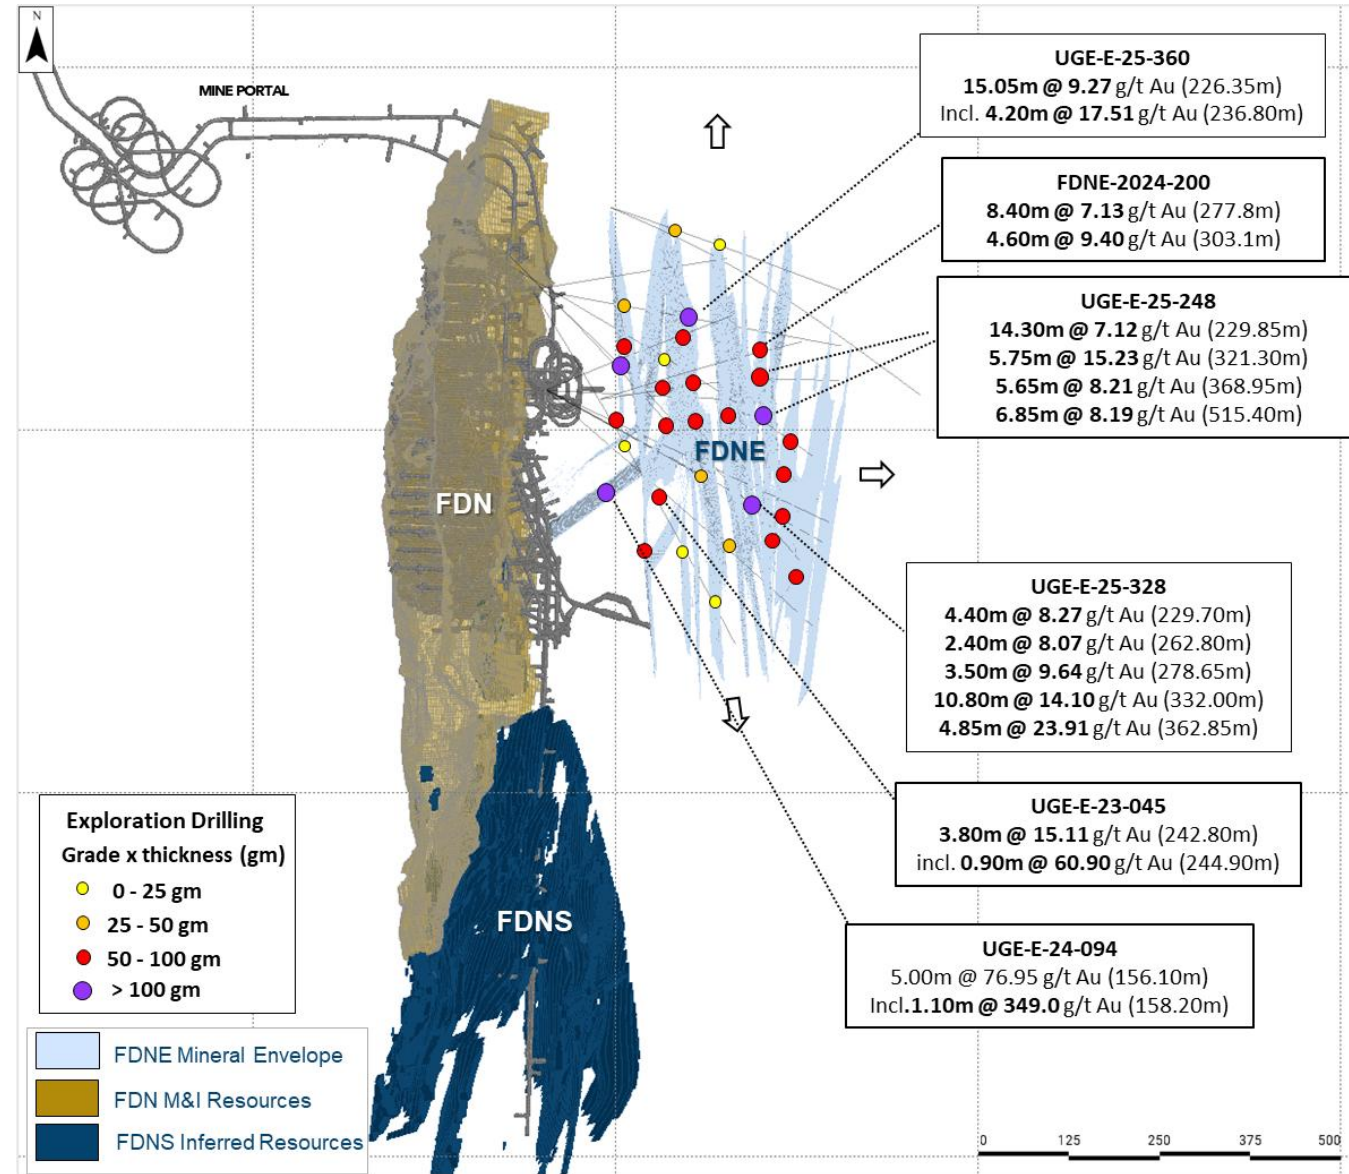 N
MINE PORTAL
UGE-E-25-360
15.05m @ 9.27 g/t Au (226.35m)
Incl. 4.20m @ 17.51 g/t Au (236.80m)
FDNE-2024-200
8.40m @ 7.13 g/t Au (277.8m)
4.60m @ 9.40 g/t Au (303.1m)
UGE-E-25-248
14.30m @ 7.12 g/t Au (229.85m)
5.75m @ 15.23 g/t Au (321.30m)
5.65m @ 8.21 g/t Au (368.95m)
6.85m @ 8.19 g/t Au (515.40m)
FDNE
FDN
UGE-E-25-328
4.40m @ 8.27 g/t Au (229.70m)
2.40m @ 8.07 g/t Au (262.80m)
3.50m @ 9.64 g/t Au (278.65m)
10.80m @ 14.10 g/t Au (332.00m)
4.85m @ 23.91 g/t Au (362.85m)
UGE-E-23-045
3.80m @ 15.11 g/t Au (242.80m)
incl. 0.90m @ 60.90 g/t Au (244.90m)
FDNS
UGE-E-24-094
5.00m @ 76.95 g/t Au (156.10m)
Incl.1.10m @ 349.0 g/t Au (158.20m)
Exploration Drilling
Grade x thickness (gm)
0 - 25 gm
25 - 50 gm
50 - 100 gm
> 100 gm
FDNE Mineral Envelope
FDN M&I Resources
FDNS Inferred Resources
0 125 250 375 500